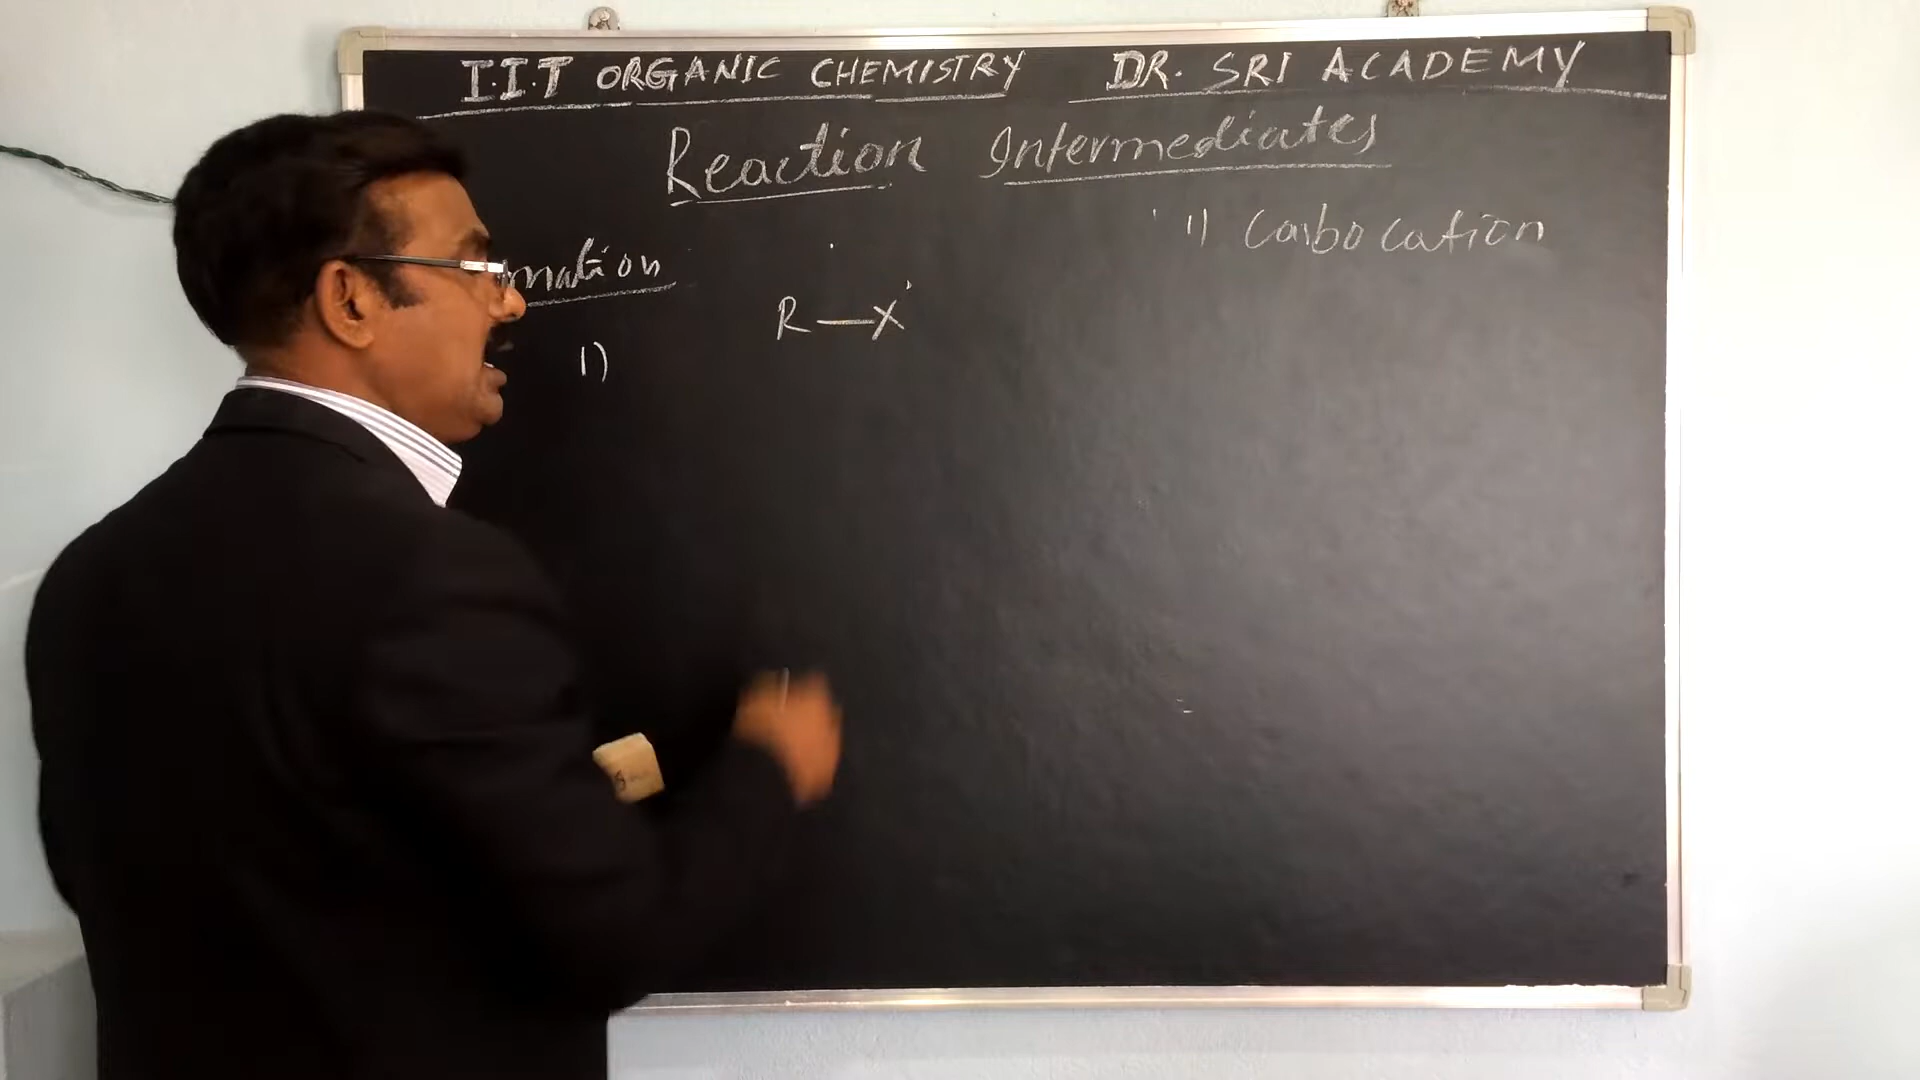 I.I.T ORGANIC CHEMISTRY DR. SRI ACADEMY
Reaction Intermediates
1) Carbocation
mation
R—X
1)